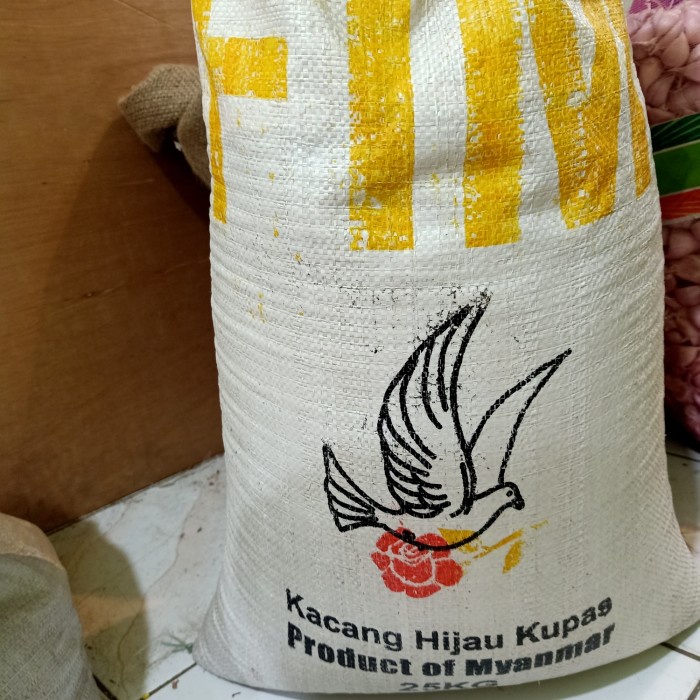 Kacang Hijau Kupas
Product of Myanmar
25KG